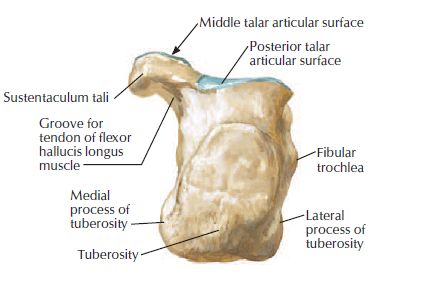 Middle talar articular surface
Posterior talar
articular surface
Sustentaculum tali
Groove for
tendon of flexor
hallucis longus
muscle
Fibular
trochlea
Medial
process of
tuberosity
Lateral
process of
tuberosity
Tuberosity